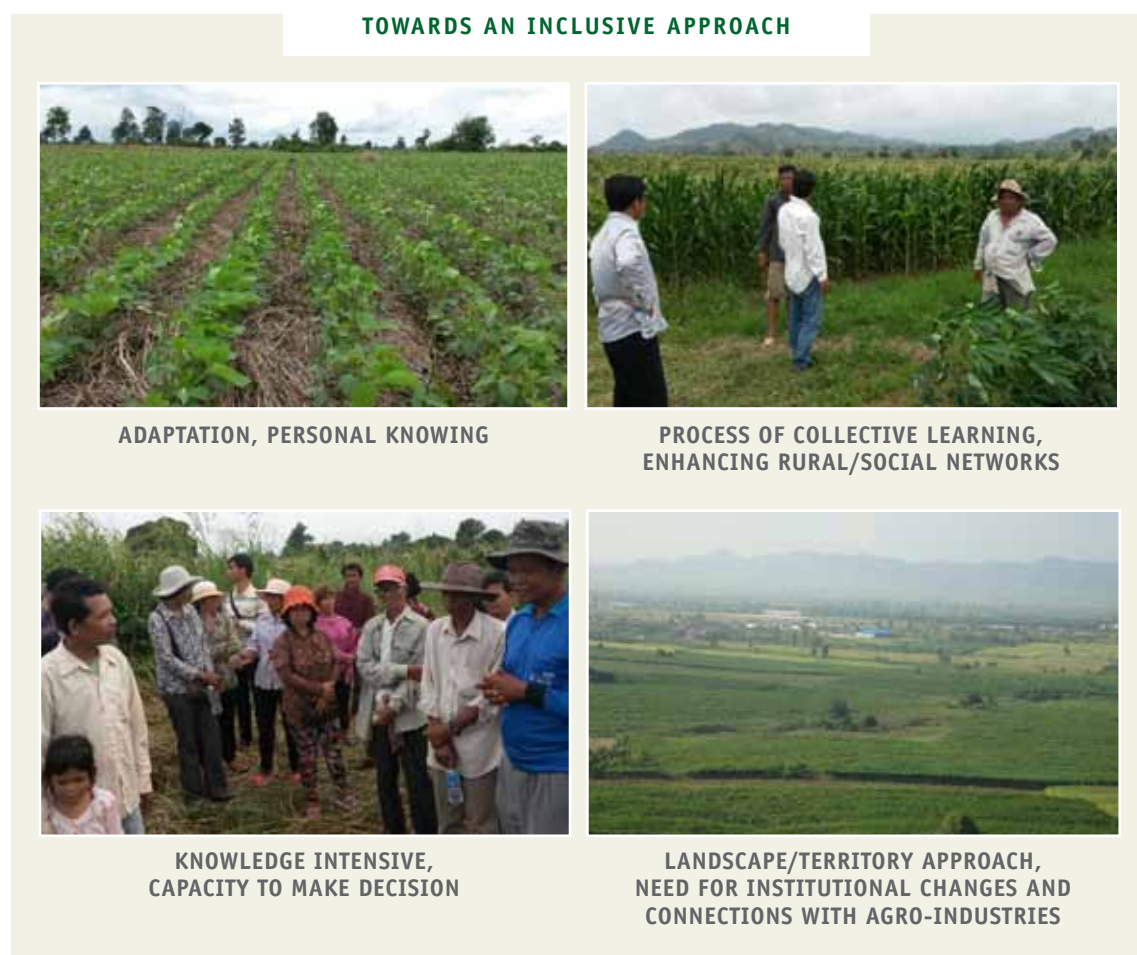 TOWARDS AN INCLUSIVE APPROACH
ADAPTATION, PERSONAL KNOWING
PROCESS OF COLLECTIVE LEARNING,
ENHANCING RURAL/SOCIAL NETWORKS
KNOWLEDGE INTENSIVE,
CAPACITY TO MAKE DECISION
LANDSCAPE/TERRITORY APPROACH,
NEED FOR INSTITUTIONAL CHANGES AND
CONNECTIONS WITH AGRO-INDUSTRIES